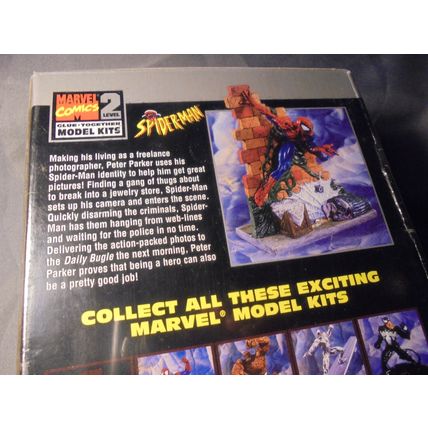 MARVEL
COMICS
2
LEVEL
GLUE-TOGETHER
MODEL KITS
SPIDER-MAN
Making his living as a freelance
photographer, Peter Parker uses his
Spider-Man identity to help him get great
pictures! Finding a gang of thugs about
to break into a jewelry store, Spider-Man
sets up his camera and enters the scene.
Quickly disarming the criminals, Spider-
Man has them hanging from web-lines
and waiting for the police in no time.
Delivering the action-packed photos to
the Daily Bugle the next morning, Peter
Parker proves that being a hero can also
be a pretty good job!
COLLECT ALL THESE EXCITING
MARVEL® MODEL KITS